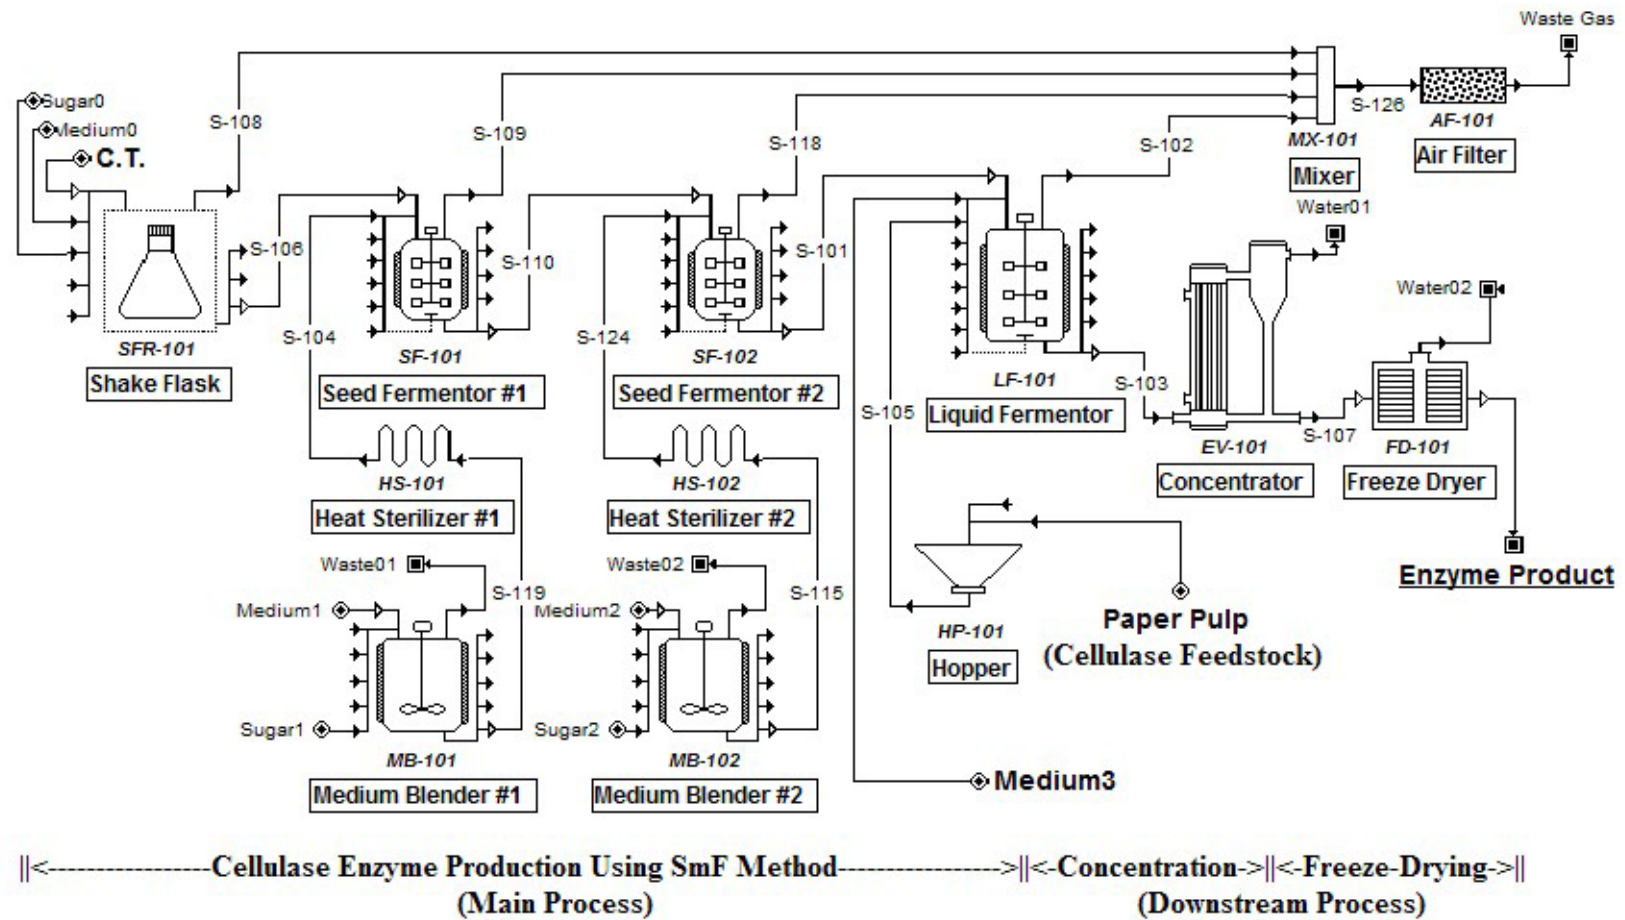 Waste Gas
Sugar0
Medium0
C.T.
S-108
S-109
S-118
S-102
S-126
MX-101
Mixer
AF-101
Air Filter
Water01
S-106
S-110
S-101
Water02
S-104
S-124
SFR-101
Shake Flask
SF-101
Seed Fermentor #1
SF-102
Seed Fermentor #2
LF-101
Liquid Fermentor
S-103
S-105
S-107
EV-101
Concentrator
FD-101
Freeze Dryer
HS-101
Heat Sterilizer #1
HS-102
Heat Sterilizer #2
Waste01
Waste02
S-119
S-115
Medium1
Medium2
Enzyme Product
Paper Pulp
(Cellulase Feedstock)
HP-101
Hopper
Sugar1
Sugar2
MB-101
Medium Blender #1
MB-102
Medium Blender #2
Medium3
||<-----------------Cellulase Enzyme Production Using SmF Method------------------>||<-Concentration->||<-Freeze-Drying->||
(Main Process)
(Downstream Process)